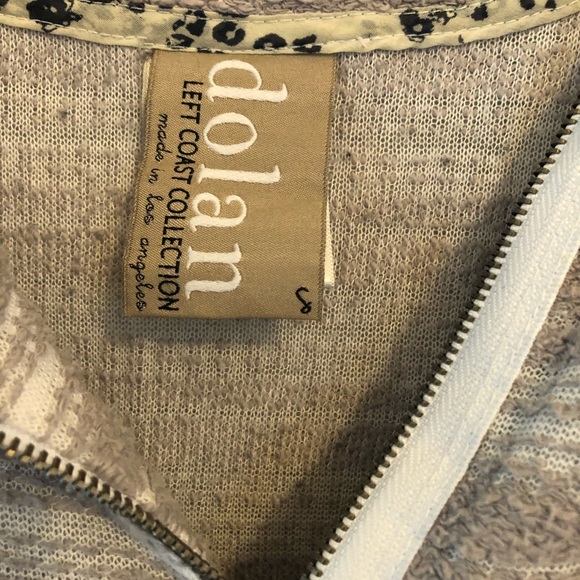 dolan
LEFT COAST COLLECTION
made in los angeles